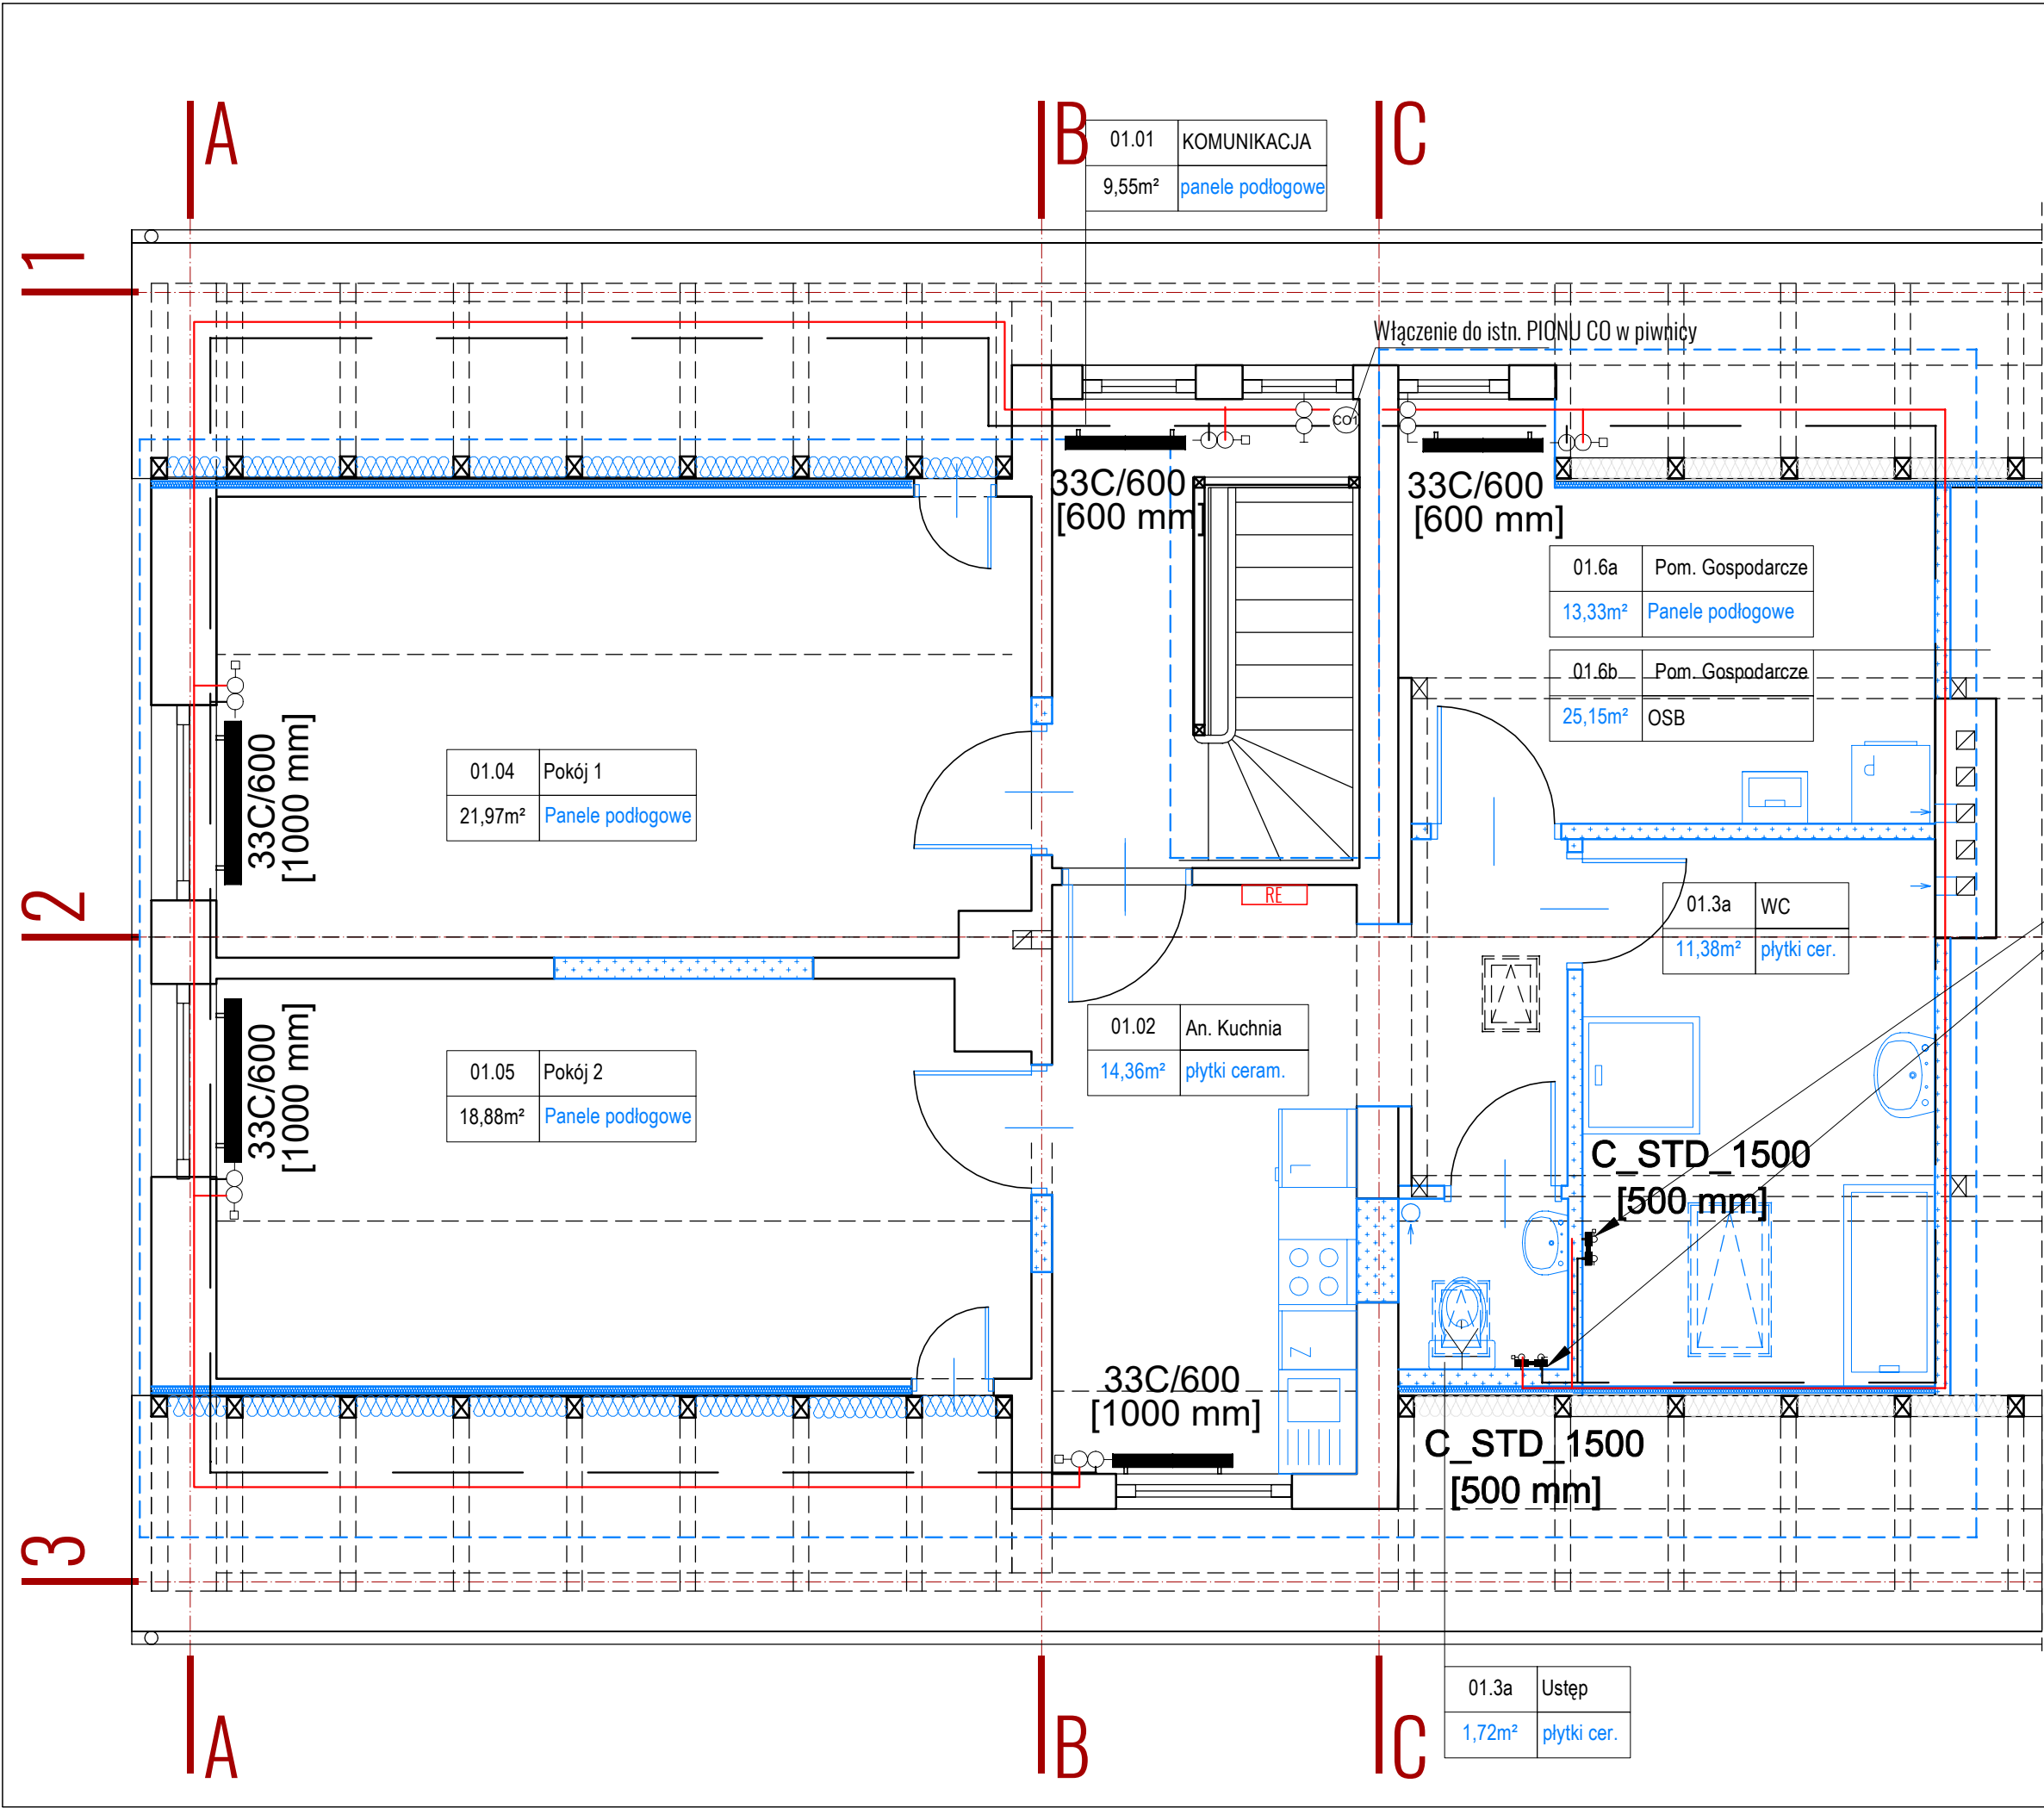 A
B
C
01.01 KOMUNIKACJA
9,55m² panele podłogowe
1
Włączenie do istn. PIONU CO w piwnicy
CO1
33C/600
[600 mm]
33C/600
[600 mm]
01.6a Pom. Gospodarcze
13,33m² Panele podłogowe
01.6b Pom. Gospodarcze
25,15m² OSB
P
33C/600
[1000 mm]
01.04 Pokój 1
21,97m² Panele podłogowe
2
RE
01.3a WC
11,38m² płytki cer.
33C/600
[1000 mm]
01.02 An. Kuchnia
14,36m² płytki ceram.
01.05 Pokój 2
18,88m² Panele podłogowe
L
C_STD_1500
[500 mm]
Z
33C/600
[1000 mm]
C_STD_1500
[500 mm]
3
01.3a Ustęp
1,72m² płytki cer.
A
B
C